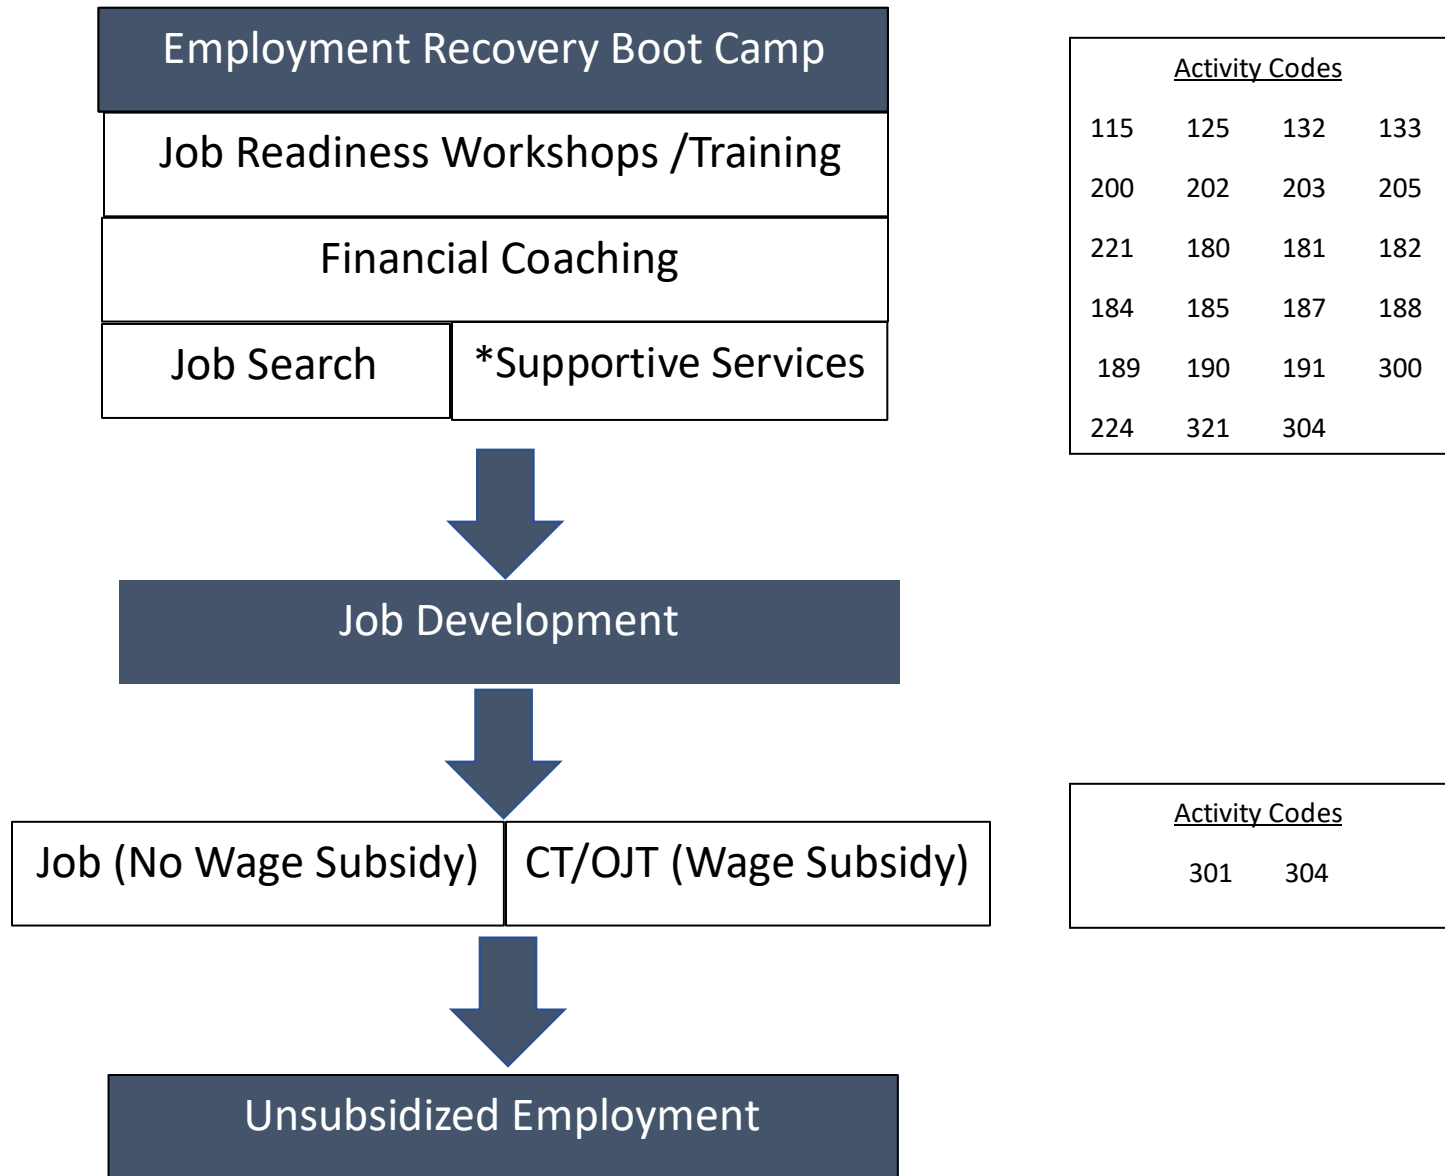 Employment Recovery Boot Camp
Job Readiness Workshops /Training
Financial Coaching
Job Search
*Supportive Services
Activity Codes
115 125 132 133
200 202 203 205
221 180 181 182
184 185 187 188
189 190 191 300
224 321 304
Job Development
Job (No Wage Subsidy)
CT/OJT (Wage Subsidy)
Activity Codes
301 304
Unsubsidized Employment